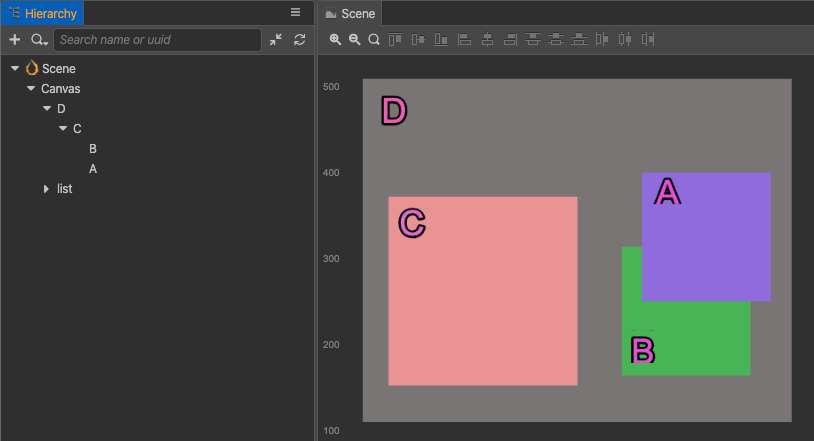 Hierarchy
Search name or uuid
Scene
Canvas
D
C
B
A
list
Scene
500
400
300
200
100
D
A
C
B